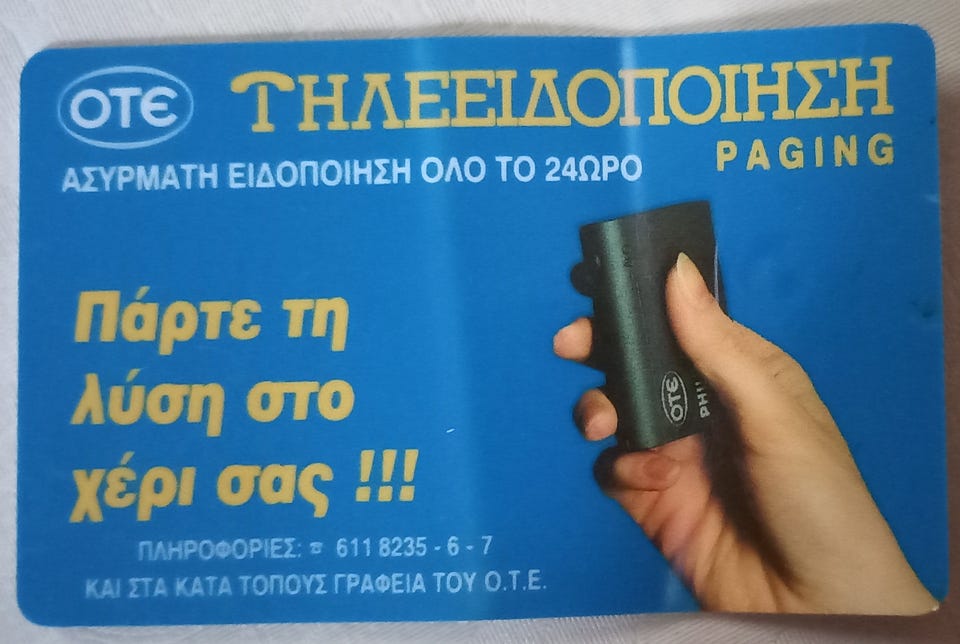 ΟΤΕ
ΤΗΛΕΕΙΔΟΠΟΙΗΣΗ
PAGING
ΑΣΥΡΜΑΤΗ ΕΙΔΟΠΟΙΗΣΗ ΟΛΟ ΤΟ 24ΩΡΟ
Πάρτε τη
λύση στο
χέρι σας !!!
ΟΤΕ
ΠΛΗΡΟΦΟΡΙΕΣ: ☎ 611 8235 - 6 - 7
ΚΑΙ ΣΤΑ ΚΑΤΑ ΤΟΠΟΥΣ ΓΡΑΦΕΙΑ ΤΟΥ Ο.Τ.Ε.